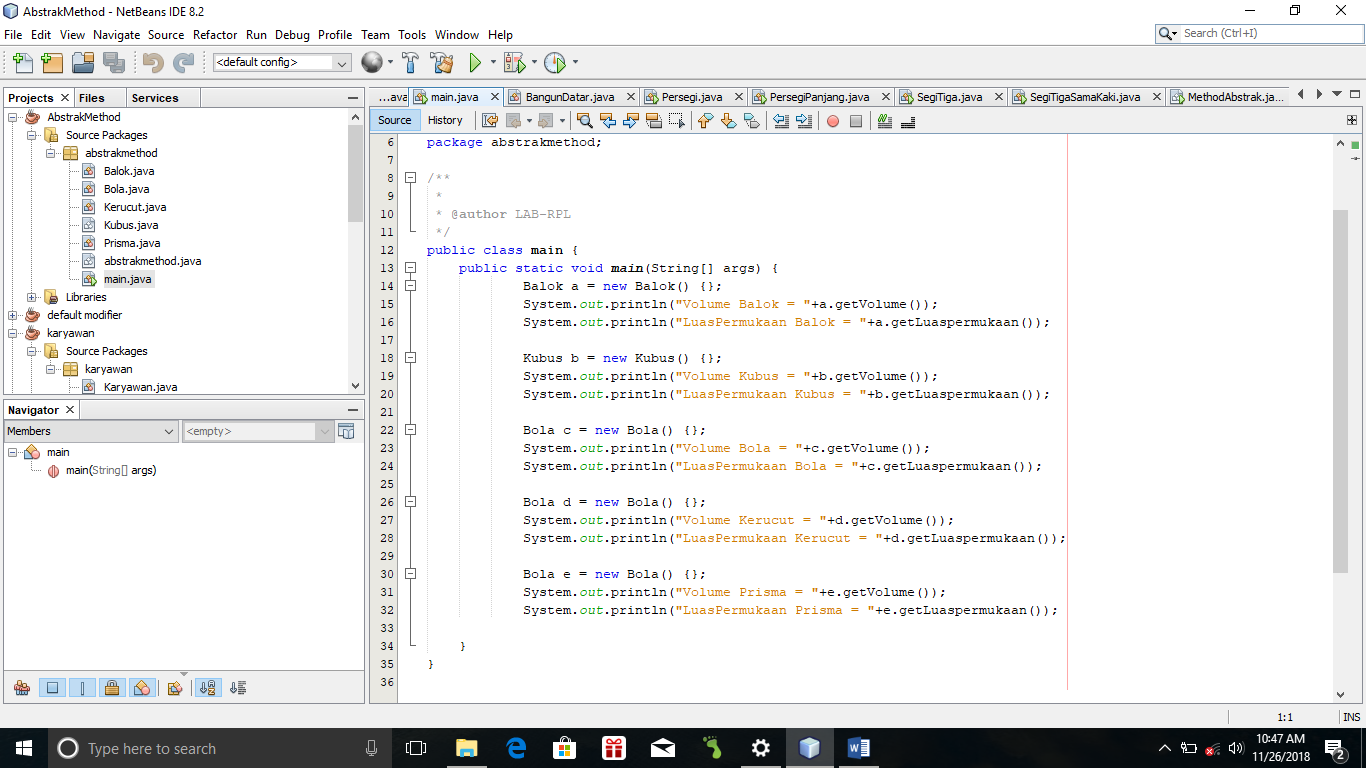 AbstrakMethod - NetBeans IDE 8.2
File Edit View Navigate Source Refactor Run Debug Profile Team Tools Window Help
Search (Ctrl+I)
<default config>
Projects Files Services
AbstrakMethod
Source Packages
abstrakmethod
Balok.java
Bola.java
Kerucut.java
Kubus.java
Prisma.java
abstrakmethod.java
main.java
Libraries
default modifier
karyawan
Source Packages
karyawan
Karyawan.java
Navigator
Members <empty>
main
main(String[] args)
...ava main.java BangunDatar.java Persegi.java PersegiPanjang.java SegiTiga.java SegiTigaSamaKaki.java MethodAbstrak.ja...
Source History
6 package abstrakmethod;
7
8 /**
9 *
10 * @author LAB-RPL
11 */
12 public class main {
13 public static void main(String[] args) {
14 Balok a = new Balok() {};
15 System.out.println("Volume Balok = "+a.getVolume());
16 System.out.println("LuasPermukaan Balok = "+a.getLuaspermukaan());
17
18 Kubus b = new Kubus() {};
19 System.out.println("Volume Kubus = "+b.getVolume());
20 System.out.println("LuasPermukaan Kubus = "+b.getLuaspermukaan());
21
22 Bola c = new Bola() {};
23 System.out.println("Volume Bola = "+c.getVolume());
24 System.out.println("LuasPermukaan Bola = "+c.getLuaspermukaan());
25
26 Bola d = new Bola() {};
27 System.out.println("Volume Kerucut = "+d.getVolume());
28 System.out.println("LuasPermukaan Kerucut = "+d.getLuaspermukaan());
29
30 Bola e = new Bola() {};
31 System.out.println("Volume Prisma = "+e.getVolume());
32 System.out.println("LuasPermukaan Prisma = "+e.getLuaspermukaan());
33
34 }
35 }
36
1:1 INS
Type here to search
10:47 AM
11/26/2018
2